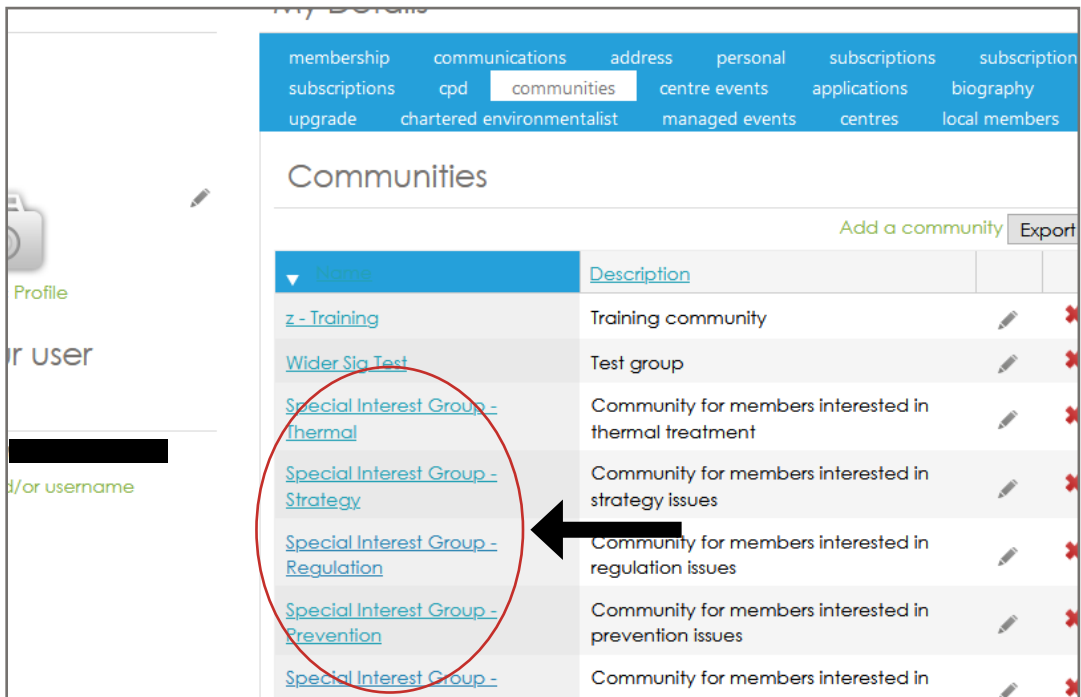 My Details
membership communications address personal subscriptions subscription
subscriptions cpd communities centre events applications biography
upgrade chartered environmentalist managed events centres local members
Communities
Add a community Export
Name Description
z - Training Training community
Wider Sig Test Test group
Special Interest Group - Community for members interested in
Thermal thermal treatment
Special Interest Group - Community for members interested in
Strategy strategy issues
Special Interest Group - Community for members interested in
Regulation regulation issues
Special Interest Group - Community for members interested in
Prevention prevention issues
Special Interest Group - Community for members interested in
Profile
ur user
d/or username